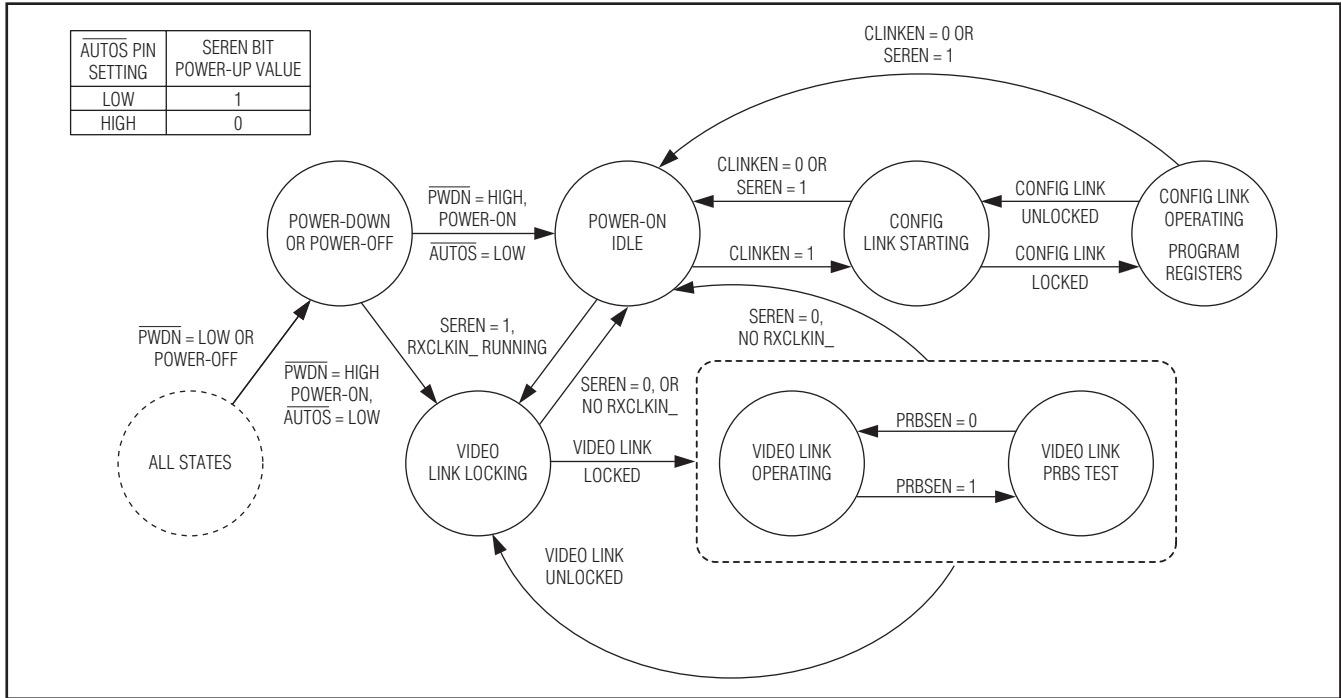 AUTOS PIN
SETTING
SEREN BIT
POWER-UP VALUE
LOW
1
HIGH
0
CLINKEN = 0 OR
SEREN = 1
POWER-DOWN
OR POWER-OFF
PWDN = HIGH,
POWER-ON
AUTOS = LOW
POWER-ON
IDLE
CLINKEN = 0 OR
SEREN = 1
CLINKEN = 1
CONFIG
LINK STARTING
CONFIG LINK
UNLOCKED
CONFIG LINK
LOCKED
CONFIG LINK
OPERATING
PROGRAM
REGISTERS
PWDN = LOW OR
POWER-OFF
ALL STATES
PWDN = HIGH
POWER-ON,
AUTOS = LOW
SEREN = 1,
RXCLKIN_ RUNNING
SEREN = 0, OR
NO RXCLKIN_
SEREN = 0,
NO RXCLKIN_
VIDEO
LINK LOCKING
VIDEO LINK
LOCKED
VIDEO LINK
OPERATING
PRBSEN = 0
PRBSEN = 1
VIDEO LINK
PRBS TEST
VIDEO LINK
UNLOCKED